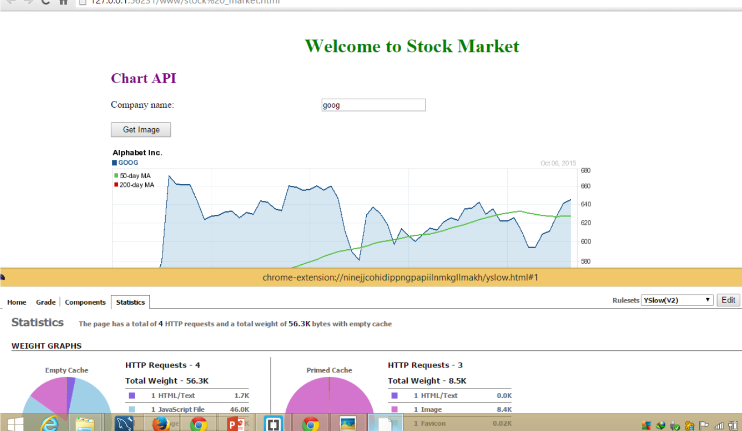 127.0.0.1:56231/www/stock%20_market.html
Welcome to Stock Market
Chart API
Company name:
goog
Get Image
Alphabet Inc.
GOOG
Oct 06, 2015
50-day MA
200-day MA
680
660
640
620
600
580
chrome-extension://ninejjcohidippngpapiilnmkgllmakh/yslow.html#1
Home Grade Components Statistics
Rulesets YSlow(V2) Edit
Statistics The page has a total of 4 HTTP requests and a total weight of 56.3K bytes with empty cache
WEIGHT GRAPHS
Empty Cache
HTTP Requests - 4
Total Weight - 56.3K
1 HTML/Text 1.7K
1 JavaScript File 46.0K
Primed Cache
HTTP Requests - 3
Total Weight - 8.5K
1 HTML/Text 0.0K
1 Image 8.4K
1 Favicon 0.02K